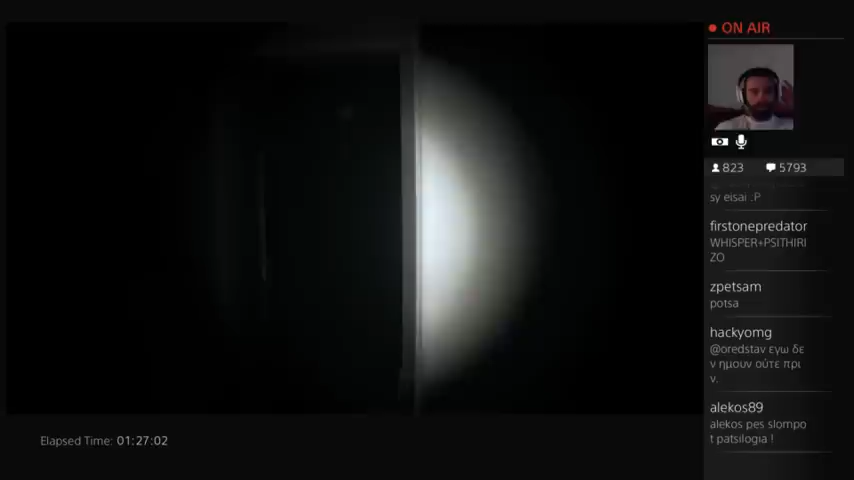 ON AIR
823 5793
sy eisai :P
firstonepredator
WHISPER+PSITHIRI
ZO
zpetsam
potsa
hackyomg
@oredstav εγω δε
ν ημουν ούτε πρι
ν.
alekos89
alekos pes slompo
t patsilogia !
Elapsed Time: 01:27:02